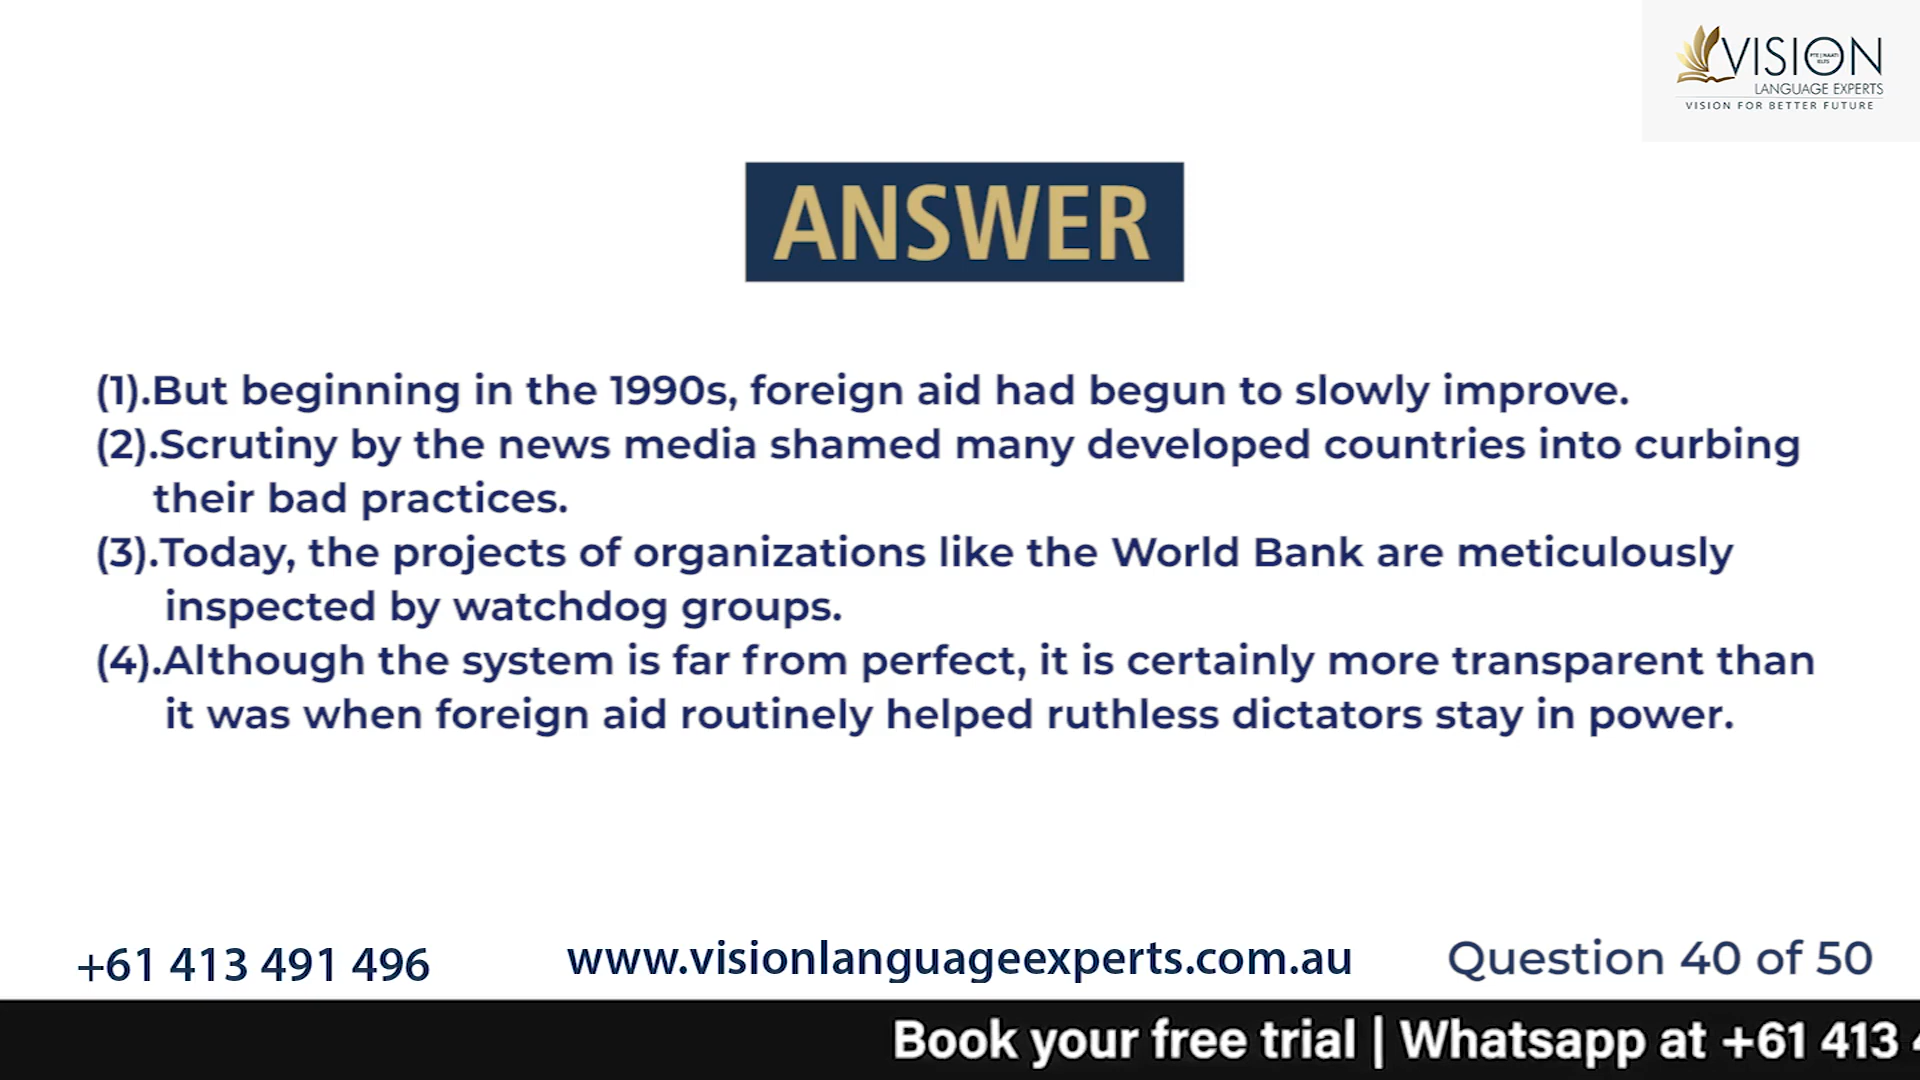 VISION
LANGUAGE EXPERTS
VISION FOR BETTER FUTURE
ANSWER
(1).But beginning in the 1990s, foreign aid had begun to slowly improve.
(2).Scrutiny by the news media shamed many developed countries into curbing
their bad practices.
(3).Today, the projects of organizations like the World Bank are meticulously
inspected by watchdog groups.
(4).Although the system is far from perfect, it is certainly more transparent than
it was when foreign aid routinely helped ruthless dictators stay in power.
+61 413 491 496
www.visionlanguageexperts.com.au
Question 40 of 50
Book your free trial | Whatsapp at +61 413